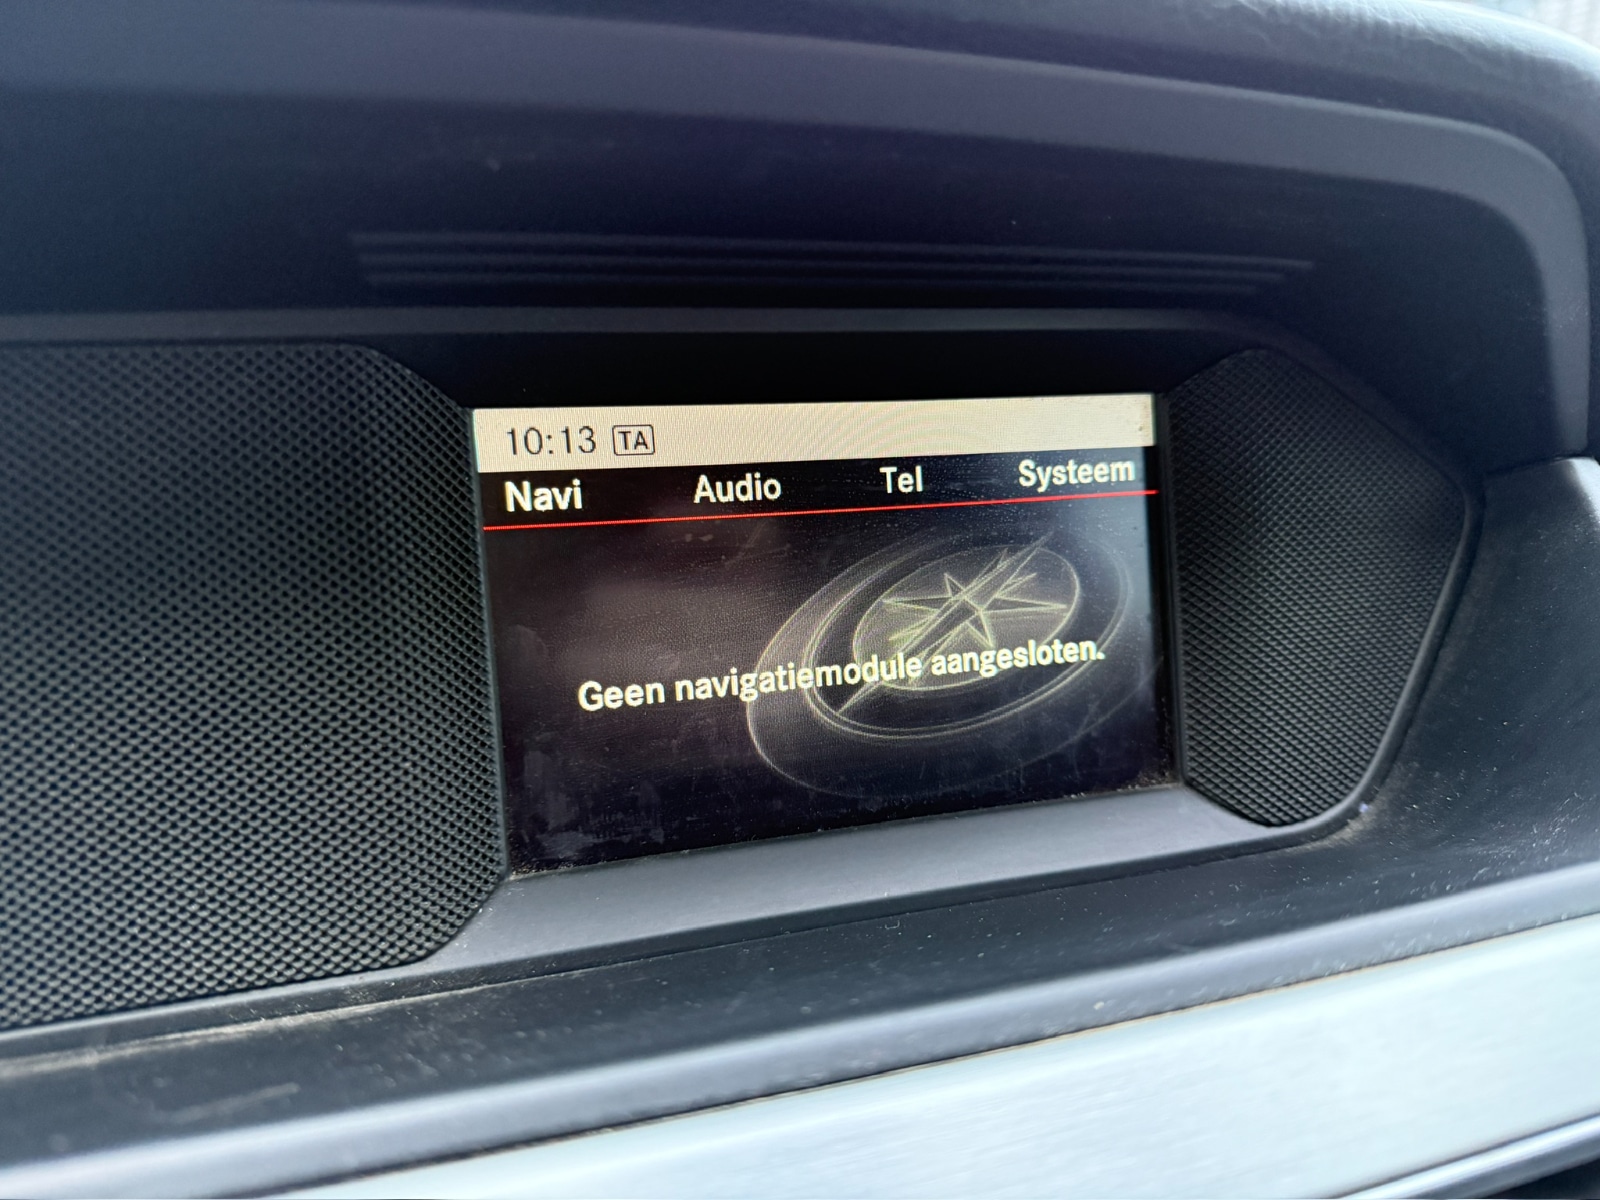 10:13 TA
Navi Audio Tel Systeem
Geen navigatiemodule aangesloten.